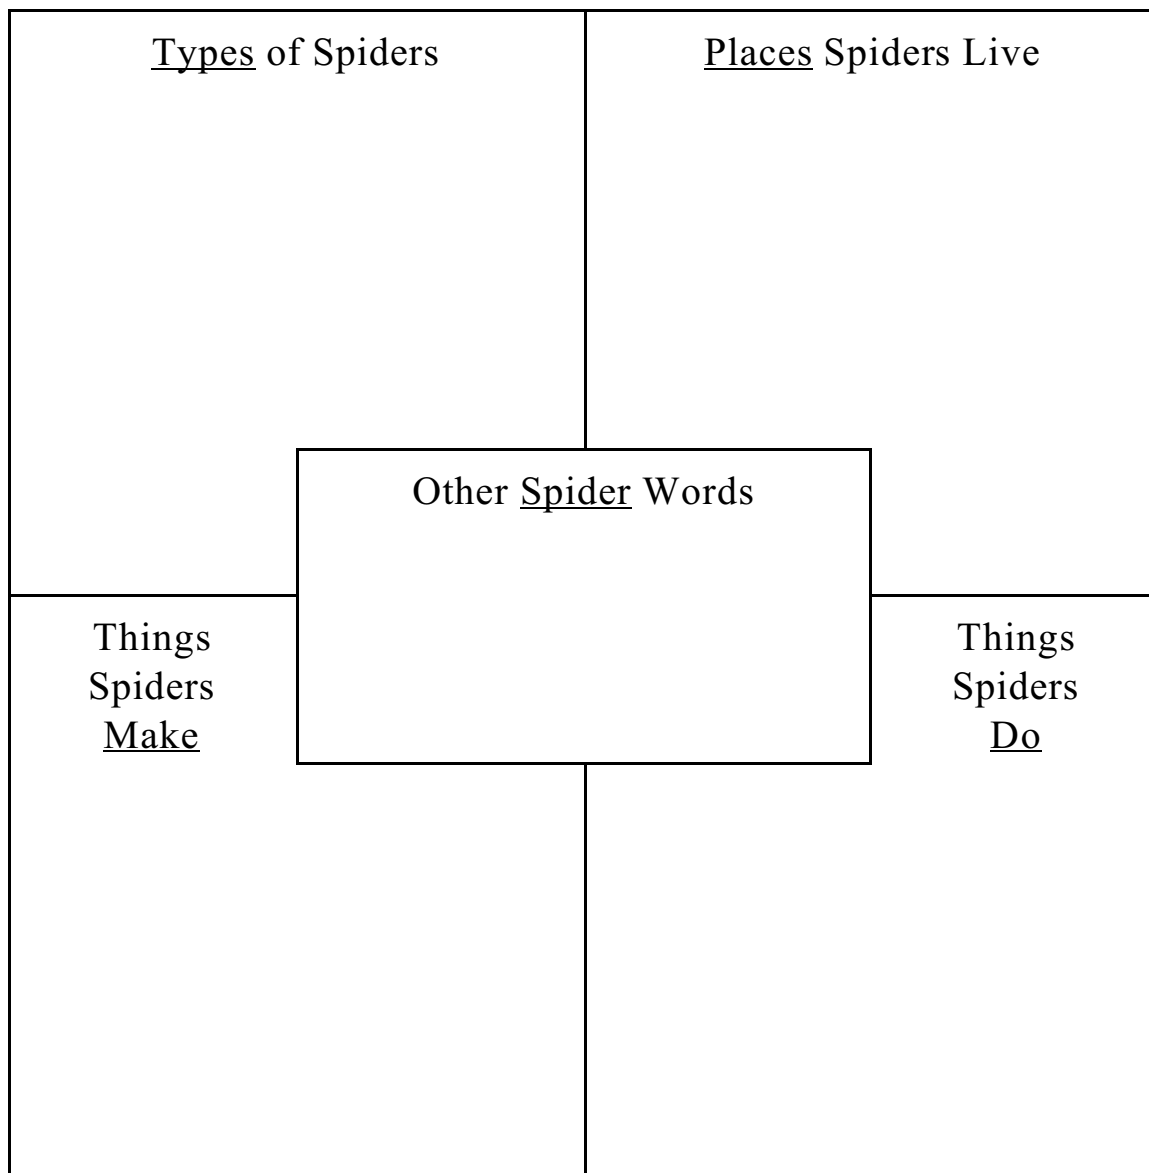 Types of Spiders
Places Spiders Live
Other Spider Words
Things
Spiders
Make
Things
Spiders
Do